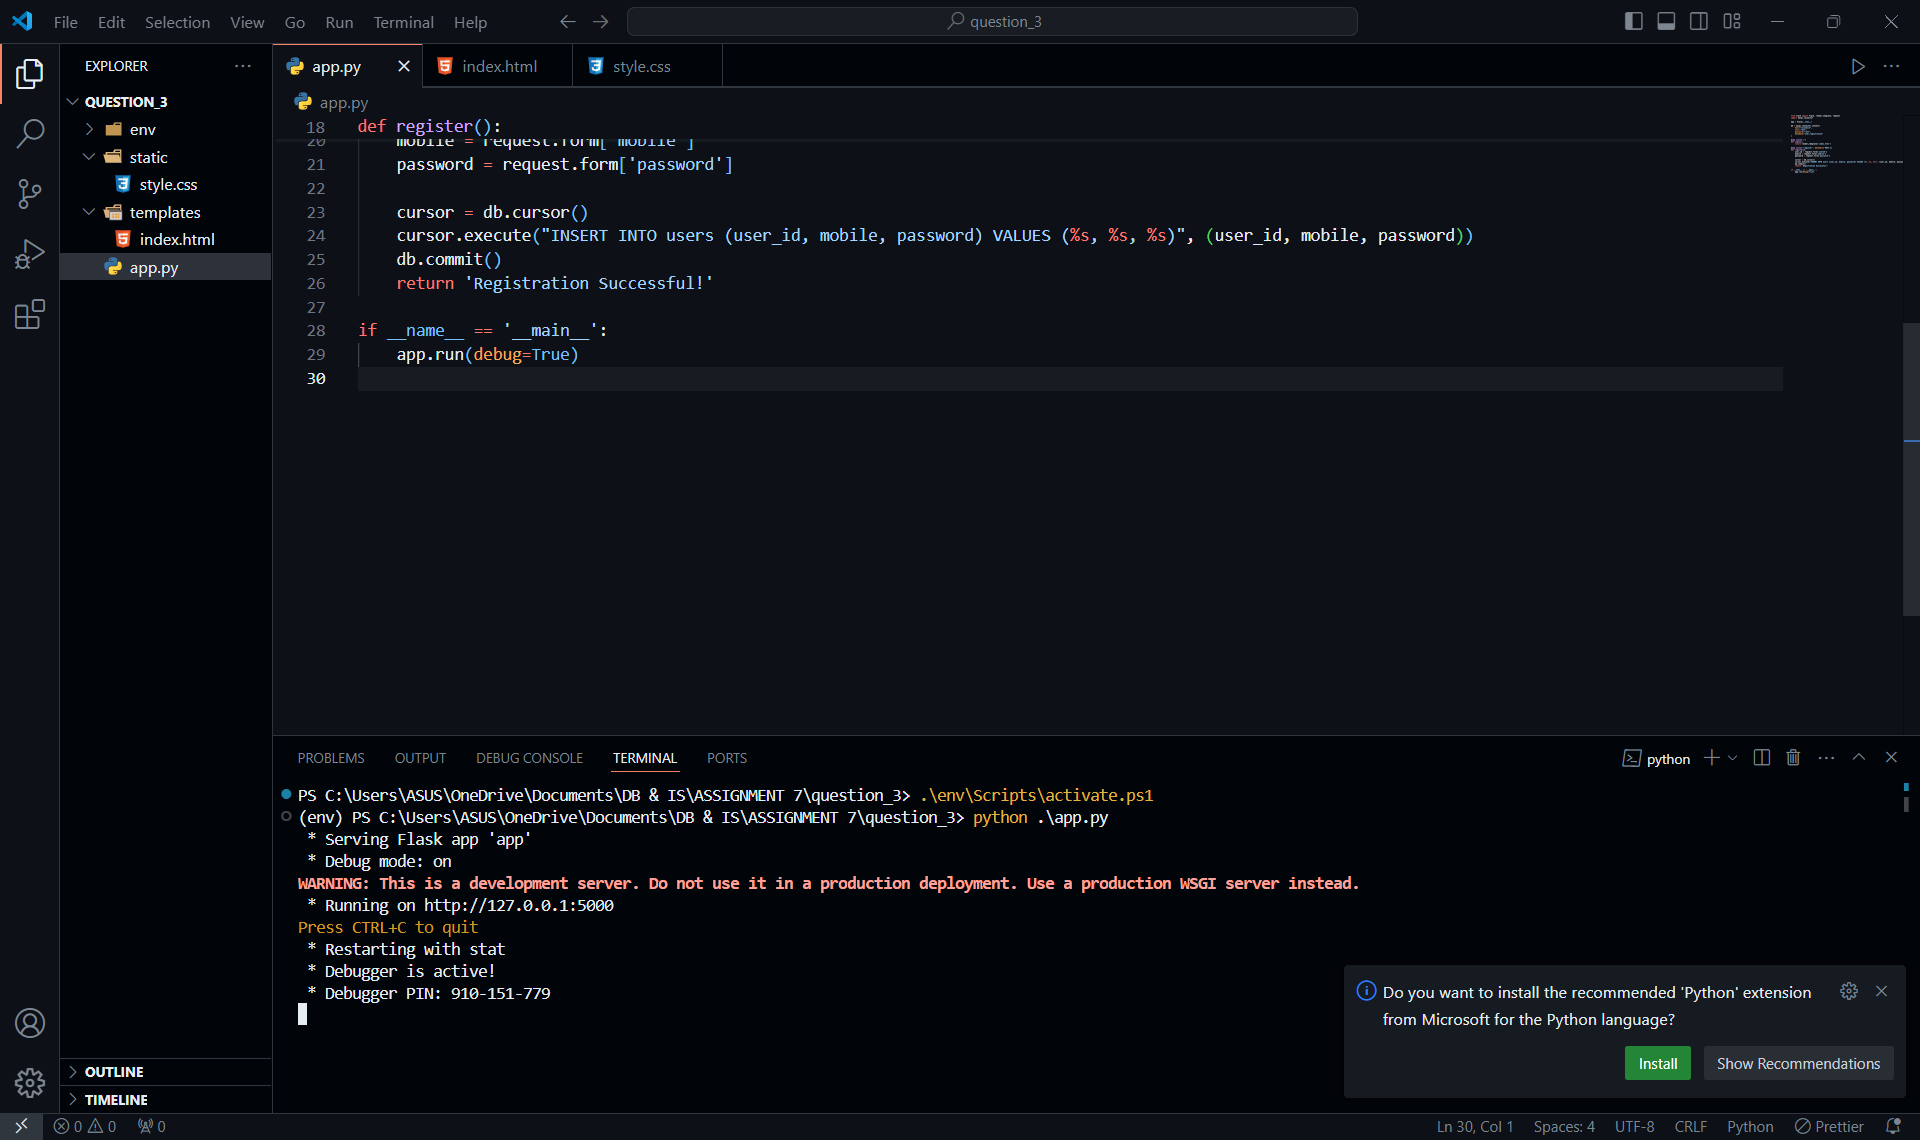 File Edit Selection View Go Run Terminal Help
question_3
EXPLORER
QUESTION_3
env
static
style.css
templates
index.html
app.py
OUTLINE
TIMELINE
app.py
index.html
style.css
app.py
18 def register():
20 mobile = request.form['mobile']
21 password = request.form['password']
22
23 cursor = db.cursor()
24 cursor.execute("INSERT INTO users (user_id, mobile, password) VALUES (%s, %s, %s)", (user_id, mobile, password))
25 db.commit()
26 return 'Registration Successful!'
27
28 if __name__ == '__main__':
29 app.run(debug=True)
30
PROBLEMS OUTPUT DEBUG CONSOLE TERMINAL PORTS
python
PS C:\Users\ASUS\OneDrive\Documents\DB & IS\ASSIGNMENT 7\question_3> .\env\Scripts\activate.ps1
(env) PS C:\Users\ASUS\OneDrive\Documents\DB & IS\ASSIGNMENT 7\question_3> python .\app.py
* Serving Flask app 'app'
* Debug mode: on
WARNING: This is a development server. Do not use it in a production deployment. Use a production WSGI server instead.
* Running on http://127.0.0.1:5000
Press CTRL+C to quit
* Restarting with stat
* Debugger is active!
* Debugger PIN: 910-151-779
Do you want to install the recommended 'Python' extension
from Microsoft for the Python language?
Install
Show Recommendations
0 0 0
Ln 30, Col 1 Spaces: 4 UTF-8 CRLF Python Prettier